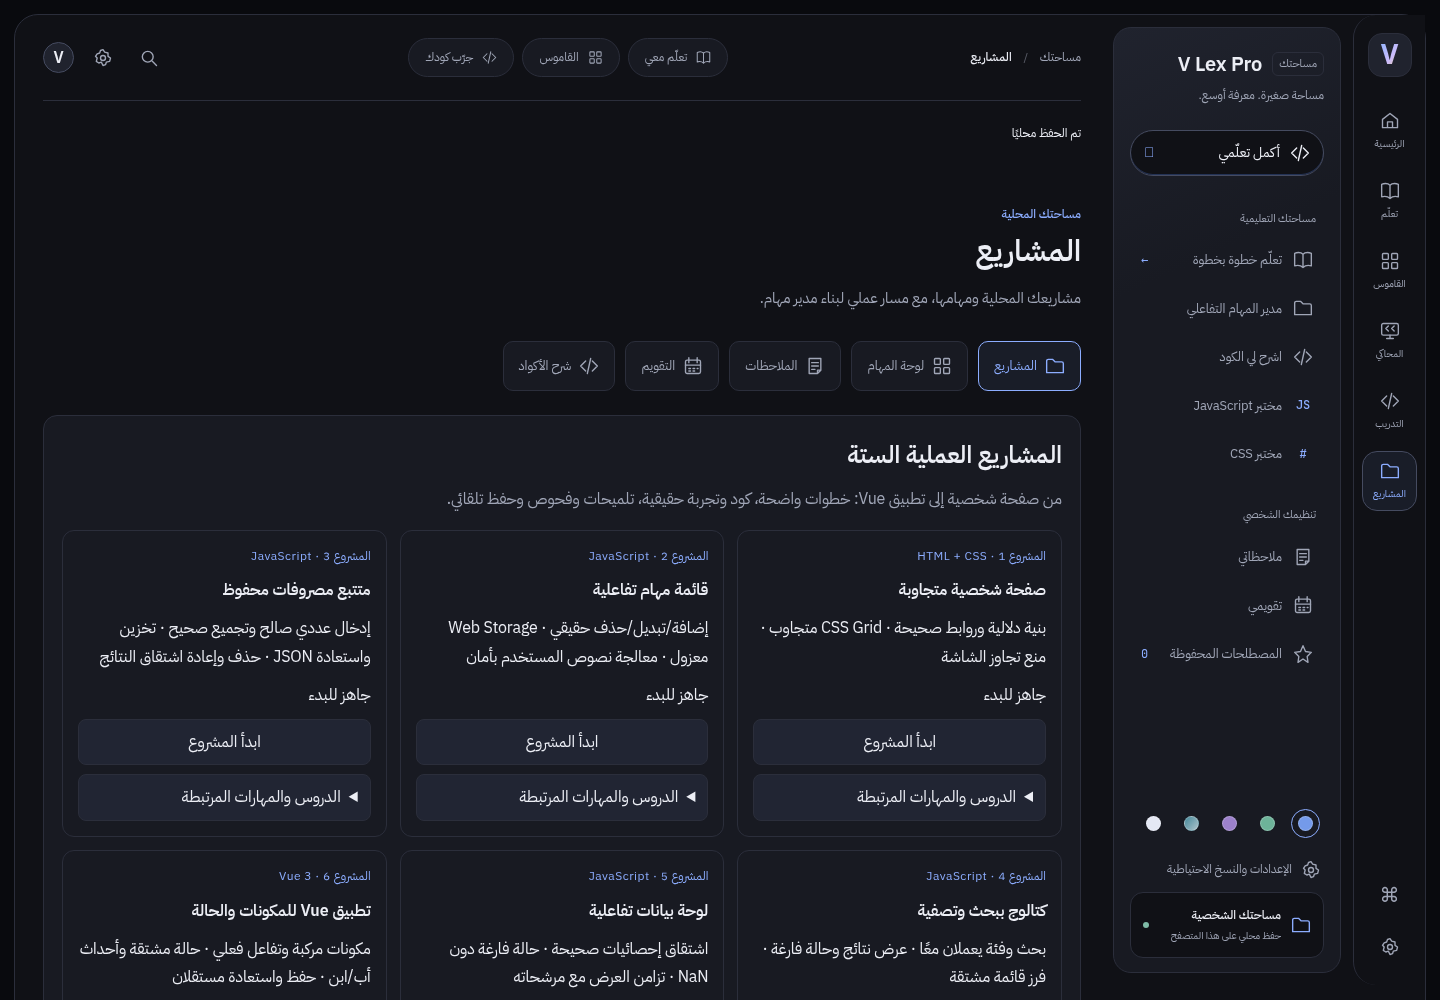 V
الرئيسية
تعلّم
القاموس
المحاكي
التدريب
المشاريع
V Lex Pro
مساحتك
مساحة صغيرة. معرفة أوسع.
أكمل تعلّمي
مساحتك التعليمية
تعلّم خطوة بخطوة ←
مدير المهام التفاعلي
اشرح لي الكود
JS مختبر JavaScript
# مختبر CSS
تنظيمك الشخصي
ملاحظاتي
تقويمي
المصطلحات المحفوظة 0
الإعدادات والنسخ الاحتياطية
مساحتك الشخصية
حفظ محلي على هذا المتصفح
مساحتك / المشاريع
تعلّم معي
القاموس
جرّب كودك
V
تم الحفظ محليًا
مساحتك المحلية
المشاريع
مشاريعك المحلية ومهامها، مع مسار عملي لبناء مدير مهام.
المشاريع
لوحة المهام
الملاحظات
التقويم
شرح الأكواد
المشاريع العملية الستة
من صفحة شخصية إلى تطبيق Vue: خطوات واضحة، كود وتجربة حقيقية، تلميحات وفحوص وحفظ تلقائي.
المشروع 1 · HTML + CSS
صفحة شخصية متجاوبة
بنية دلالية وروابط صحيحة · CSS Grid متجاوب ·
منع تجاوز الشاشة
جاهز للبدء
ابدأ المشروع
الدروس والمهارات المرتبطة
المشروع 2 · JavaScript
قائمة مهام تفاعلية
إضافة/تبديل/حذف حقيقي · Web Storage
معزول · معالجة نصوص المستخدم بأمان
جاهز للبدء
ابدأ المشروع
الدروس والمهارات المرتبطة
المشروع 3 · JavaScript
متتبع مصروفات محفوظ
إدخال عددي صالح وتجميع صحيح · تخزين
واستعادة JSON · حذف وإعادة اشتقاق النتائج
جاهز للبدء
ابدأ المشروع
الدروس والمهارات المرتبطة
المشروع 4 · JavaScript
كتالوج ببحث وتصفية
بحث وفئة يعملان معًا · عرض نتائج وحالة فارغة ·
فرز قائمة مشتقة
المشروع 5 · JavaScript
لوحة بيانات تفاعلية
اشتقاق إحصائيات صحيحة · حالة فارغة دون
NaN · تزامن العرض مع مرشحاته
المشروع 6 · Vue 3
تطبيق Vue للمكونات والحالة
مكونات مركبة وتفاعل فعلي · حالة مشتقة وأحداث
أب/ابن · حفظ واستعادة مستقلان